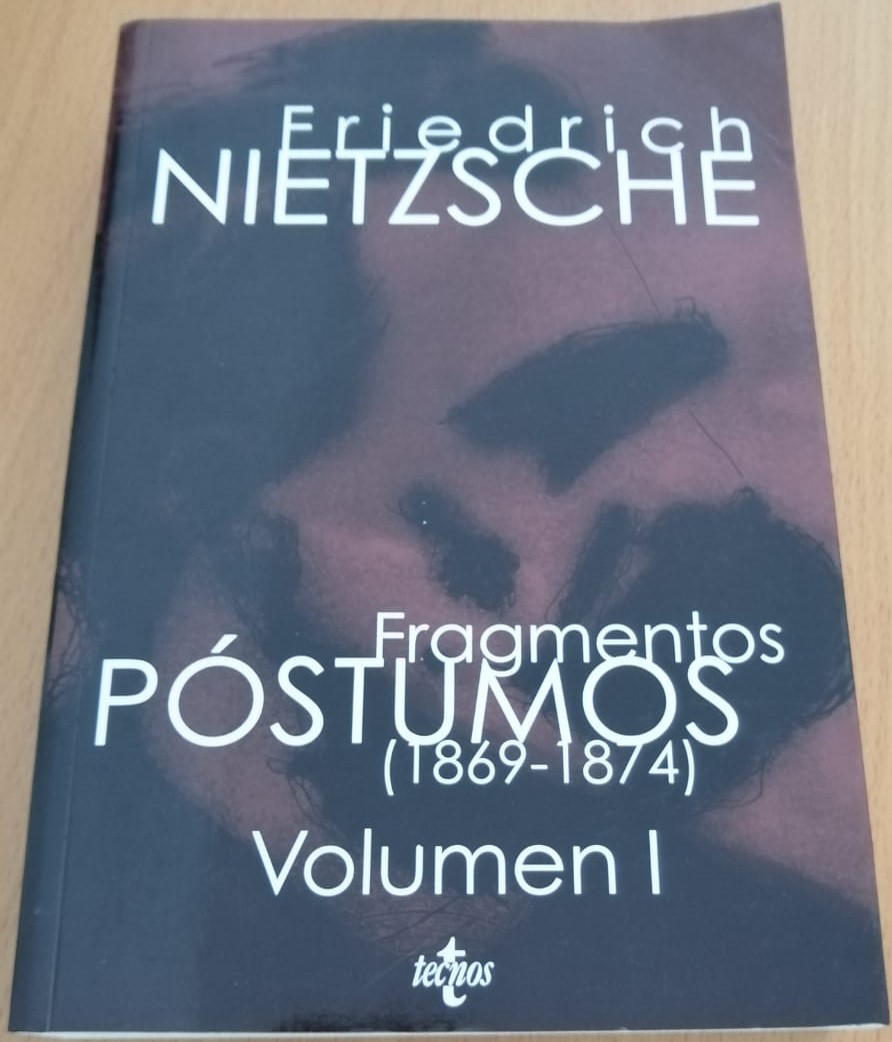 Friedrich
NIETZSCHE
Fragmentos
PÓSTUMOS
(1869-1874)
Volumen I
tecnos